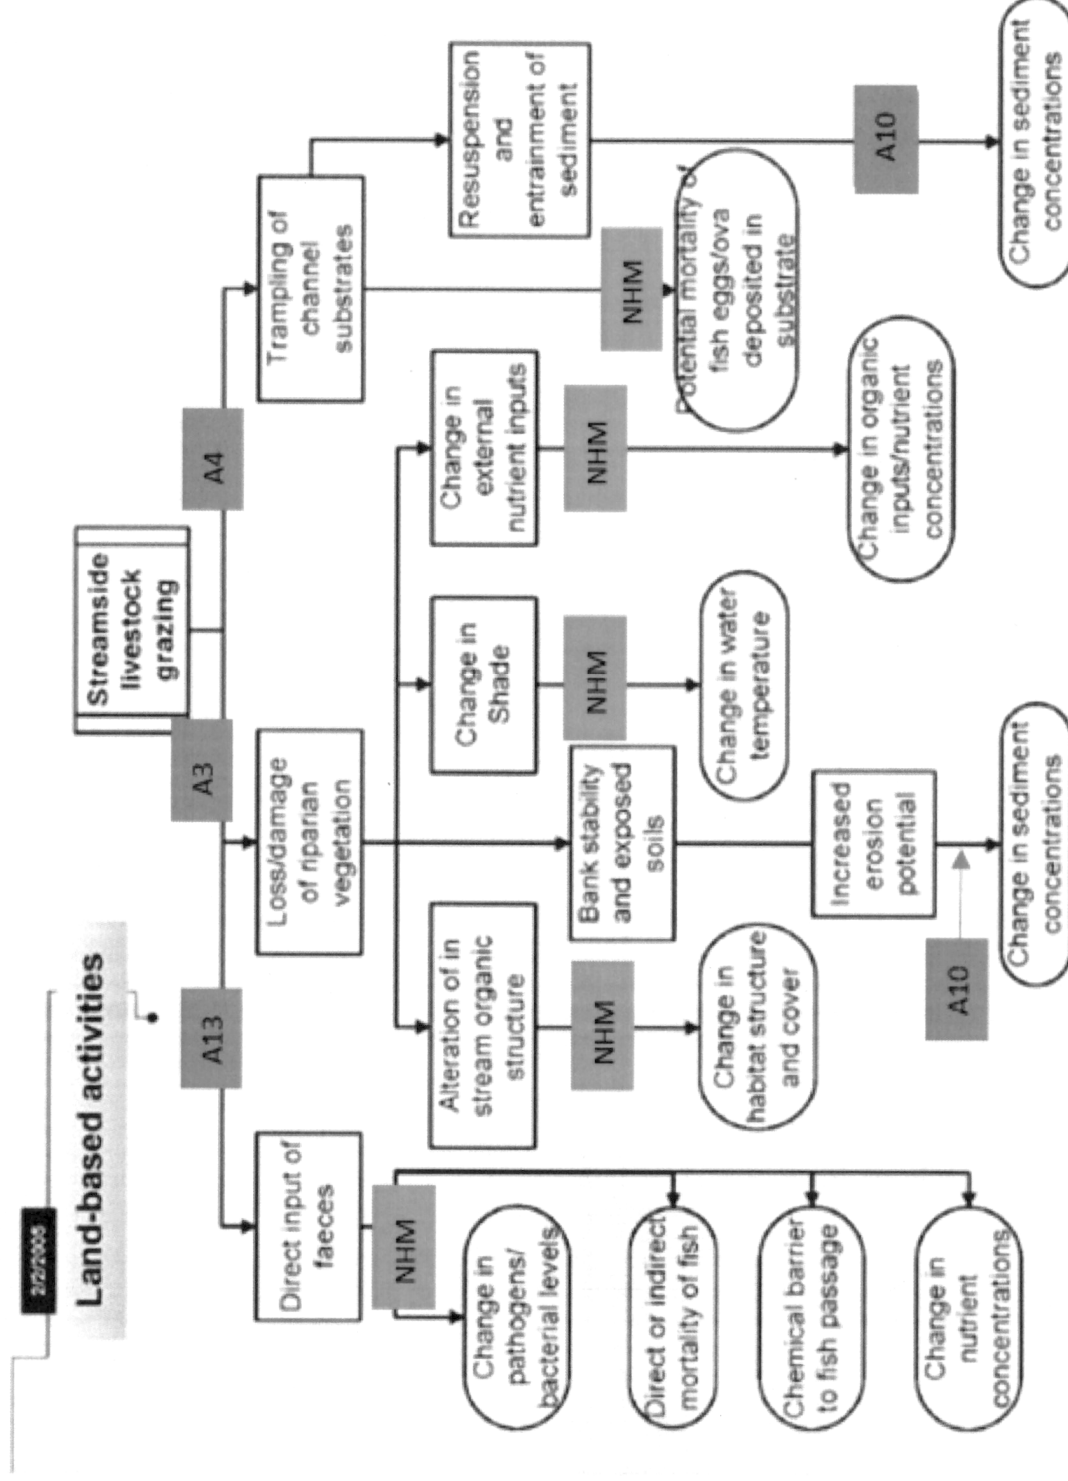 2/2/2006
Land-based activities
Streamside
livestock
grazing
A13
A3
A4
Direct input of
faeces
Loss/damage
of riparian
vegetation
Trampling of
channel
substrates
NHM
Change in
pathogens/
bacterial levels
Direct or indirect
mortality of fish
Chemical barrier
to fish passage
Change in
nutrient
concentrations
Alteration of in
stream organic
structure
NHM
Change in
habitat structure
and cover
Bank stability
and exposed
soils
Increased
erosion
potential
A10
Change in sediment
concentrations
Change in
Shade
NHM
Change in water
temperature
Change in
external
nutrient inputs
NHM
Change in organic
inputs/nutrient
concentrations
NHM
Potential mortality of
fish eggs/ova
deposited in
substrate
Resuspension
and
entrainment of
sediment
A10
Change in sediment
concentrations